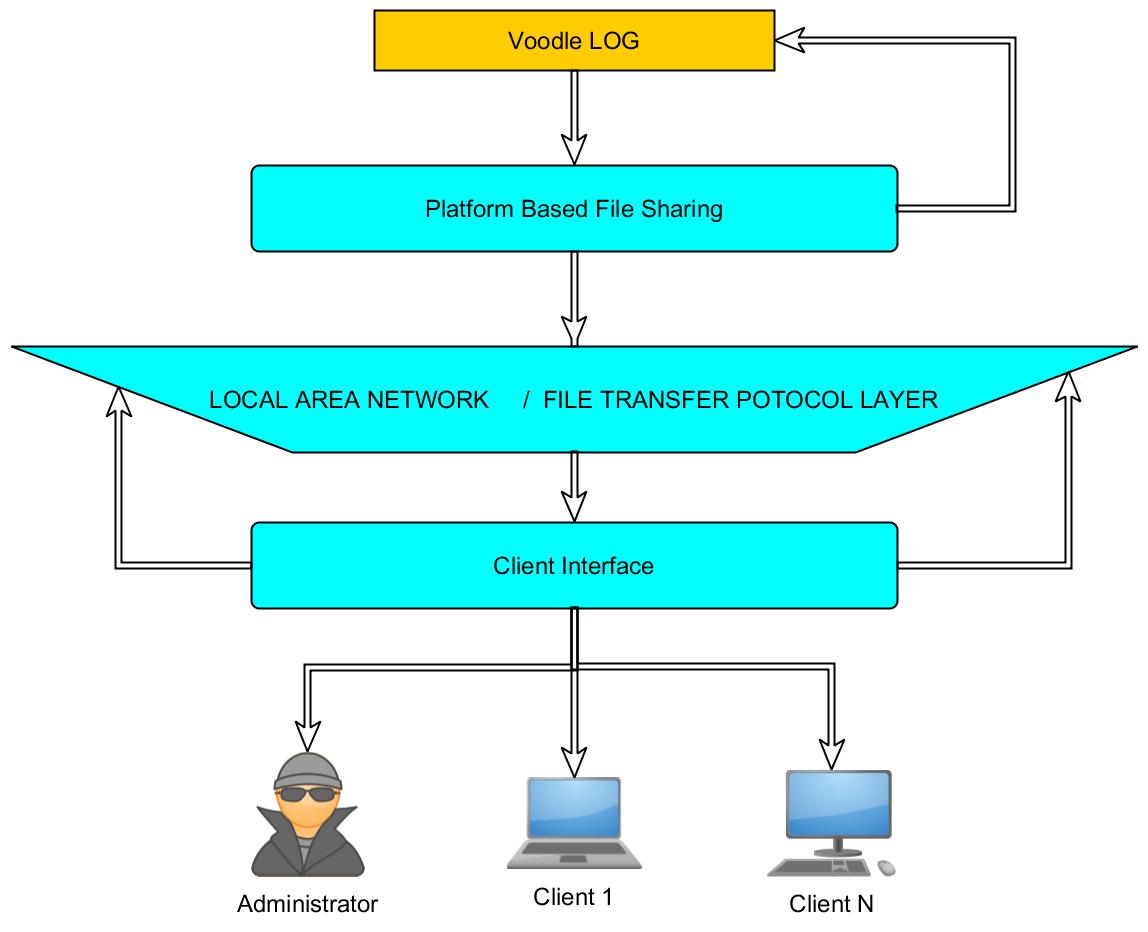 Voodle LOG
Platform Based File Sharing
LOCAL AREA NETWORK / FILE TRANSFER POTOCOL LAYER
Client Interface
Administrator
Client 1
Client N